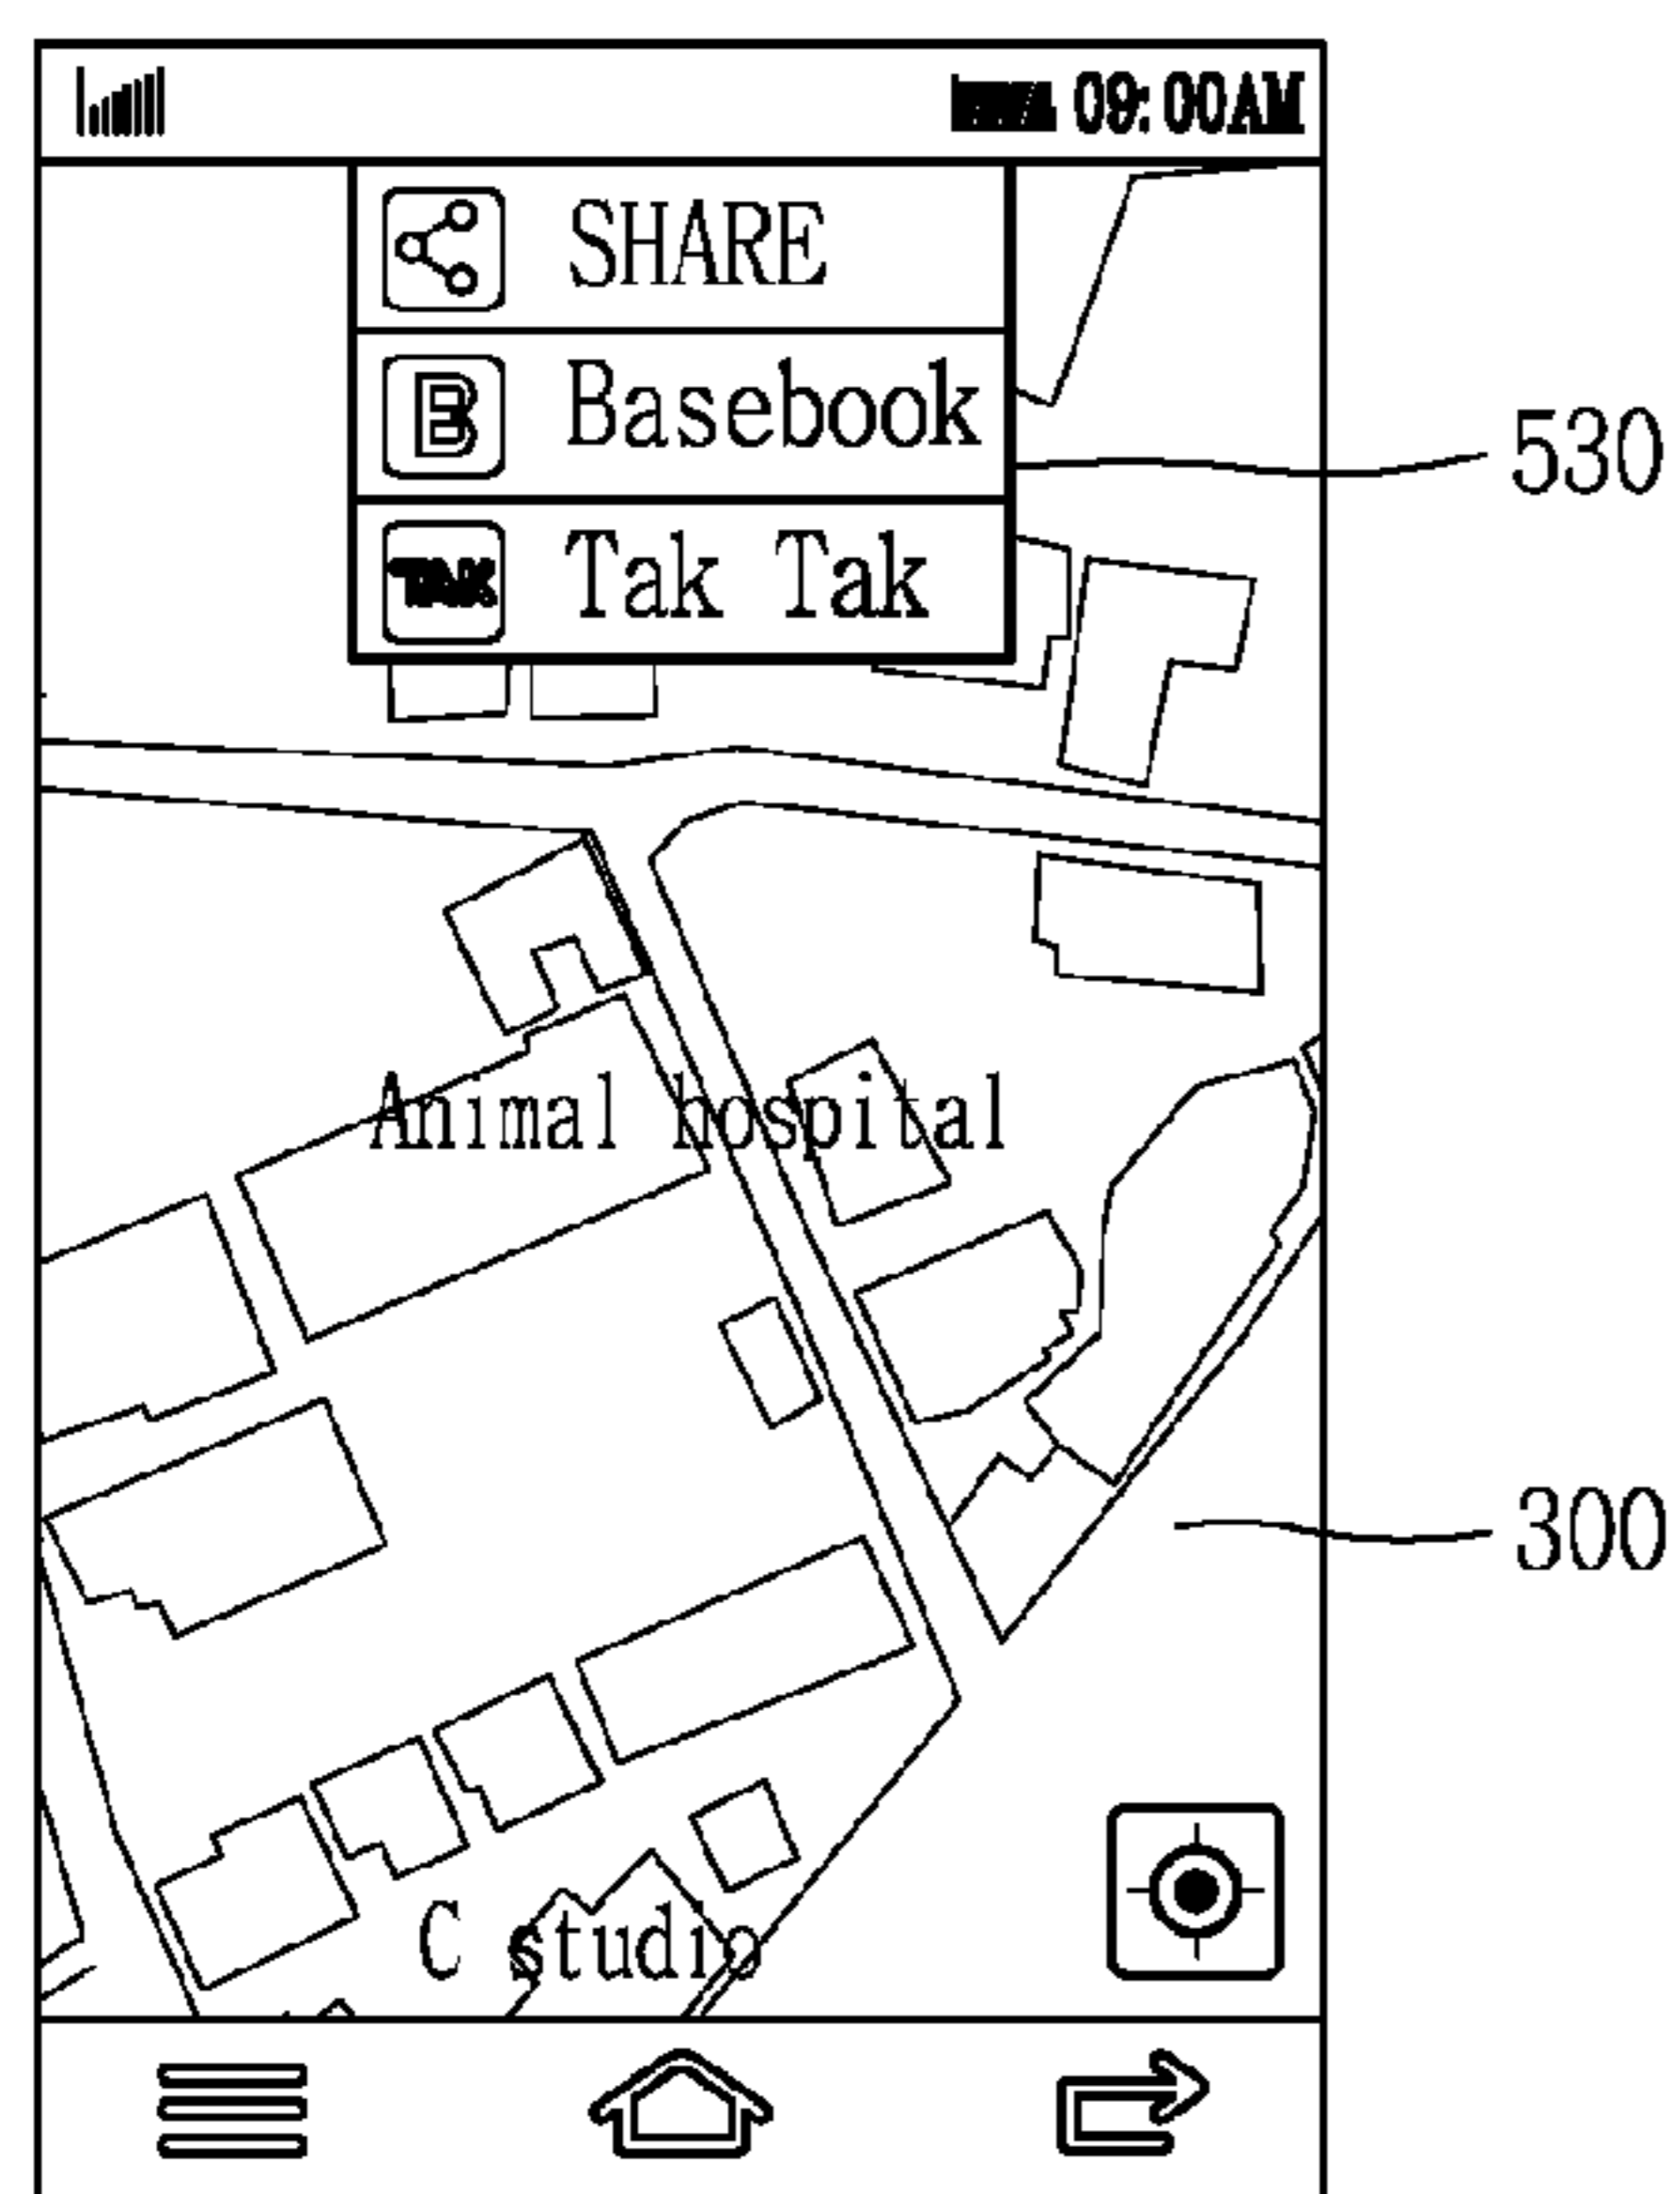 09:00AM
SHARE
B Basebook
530
TAK Tak Tak
Animal hospital
300
C studio